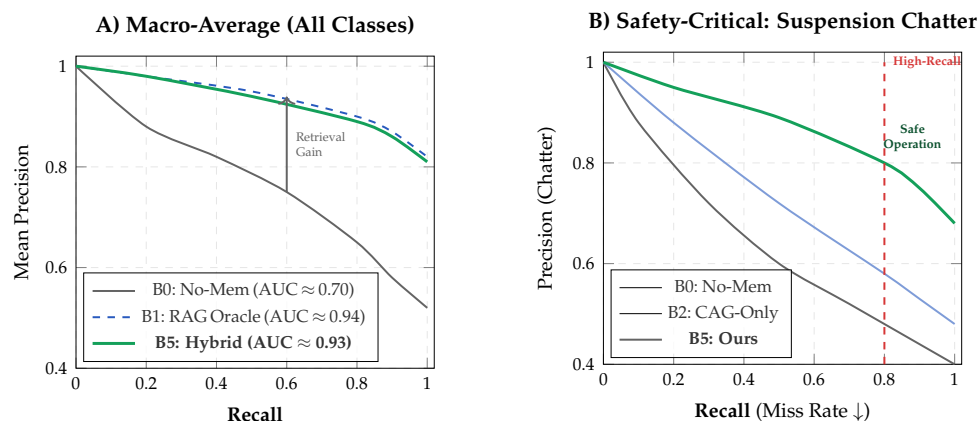 A) Macro-Average (All Classes)
1
0.8
0.6
0.4
Mean Precision
Retrieval
Gain
B0: No-Mem (AUC ≈ 0.70)
B1: RAG Oracle (AUC ≈ 0.94)
B5: Hybrid (AUC ≈ 0.93)
0
0.2
0.4
0.6
0.8
1
Recall
B) Safety-Critical: Suspension Chatter
1
0.8
0.6
0.4
Precision (Chatter)
High-Recall
Safe
Operation
B0: No-Mem
B2: CAG-Only
B5: Ours
0
0.2
0.4
0.6
0.8
1
Recall (Miss Rate ↓)